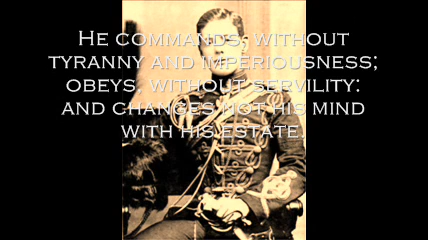 He commands, without
tyranny and imperiousness;
obeys, without servility:
and changes not his mind
with his estate.